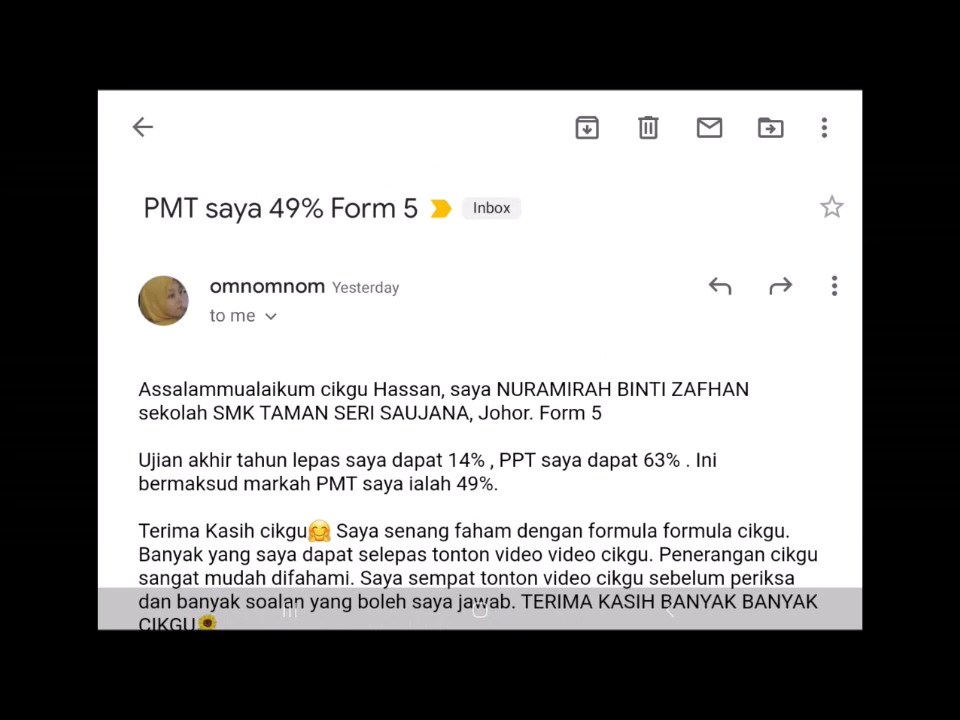 PMT saya 49% Form 5 Inbox
omnomnom Yesterday
to me
Assalammualaikum cikgu Hassan, saya NURAMIRAH BINTI ZAFHAN
sekolah SMK TAMAN SERI SAUJANA, Johor. Form 5
Ujian akhir tahun lepas saya dapat 14% , PPT saya dapat 63% . Ini
bermaksud markah PMT saya ialah 49%.
Terima Kasih cikgu🤗 Saya senang faham dengan formula formula cikgu.
Banyak yang saya dapat selepas tonton video video cikgu. Penerangan cikgu
sangat mudah difahami. Saya sempat tonton video cikgu sebelum periksa
dan banyak soalan yang boleh saya jawab. TERIMA KASIH BANYAK BANYAK
CIKGU🌻